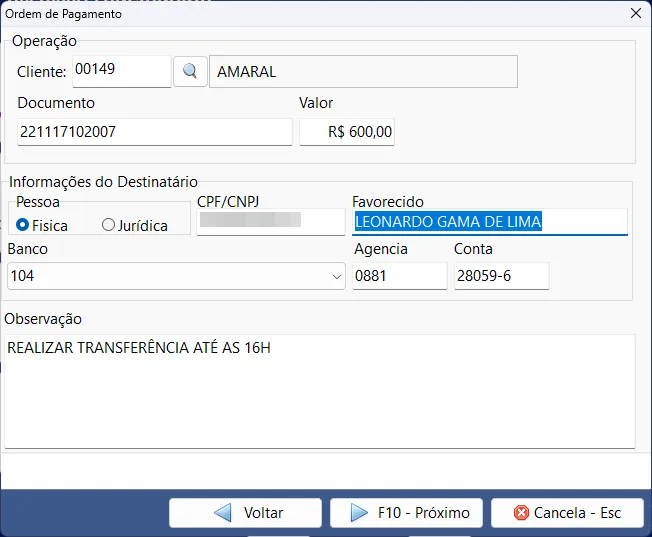 Ordem de Pagamento
Operação
Cliente: 00149 AMARAL
Documento Valor
221117102007 R$ 600,00
Informações do Destinatário
Pessoa CPF/CNPJ Favorecido
Fisica Jurídica LEONARDO GAMA DE LIMA
Banco Agencia Conta
104 0881 28059-6
Observação
REALIZAR TRANSFERÊNCIA ATÉ AS 16H
Voltar F10 - Próximo Cancela - Esc